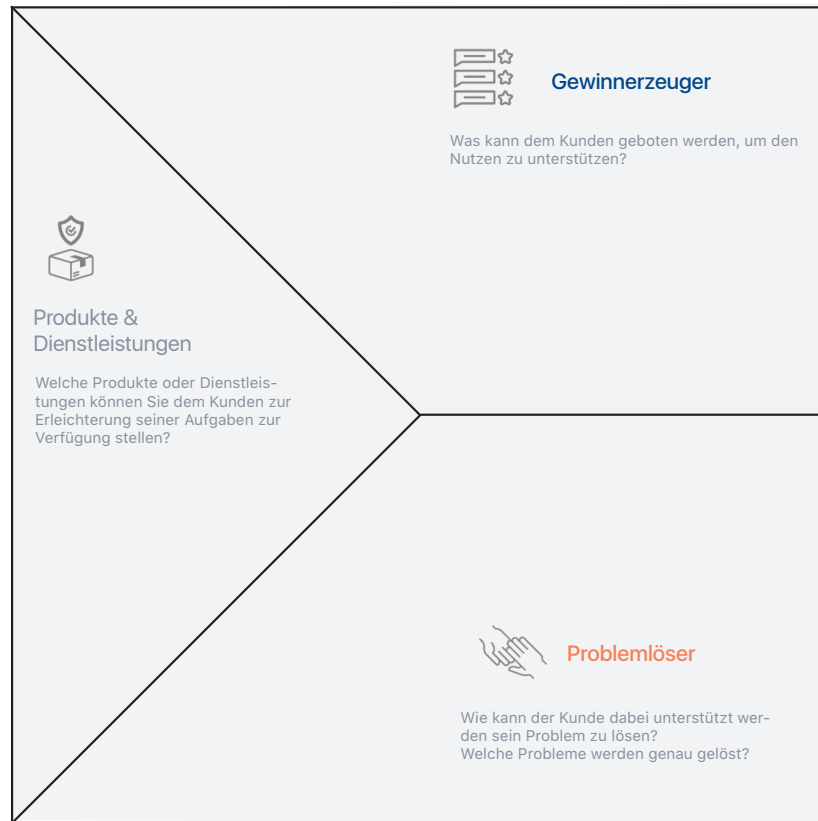 Gewinnerzeuger
Was kann dem Kunden geboten werden, um den
Nutzen zu unterstützen?
Produkte &
Dienstleistungen
Welche Produkte oder Dienstleis-
tungen können Sie dem Kunden zur
Erleichterung seiner Aufgaben zur
Verfügung stellen?
Problemlöser
Wie kann der Kunde dabei unterstützt wer-
den sein Problem zu lösen?
Welche Probleme werden genau gelöst?